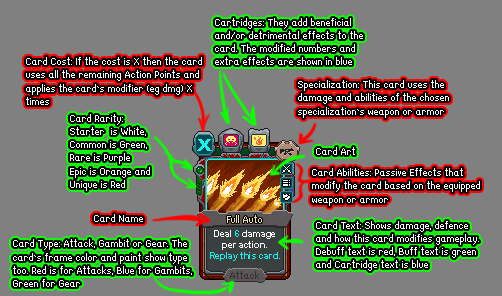 Cartridges: They add beneficial
and/or detrimental effects to the
card. The modified numbers and
extra effects are shown in blue
Card Cost: If the cost is X then the card
uses all the remaining Action Points and
applies the card's modifier (eg dmg) X
times
Specialization: This card uses the
damage and abilities of the chosen
specialization's weapon or armor
X
Card Rarity:
Starter is White,
Common is Green,
Rare is Purple
Epic is Orange and
Unique is Red
Card Art
Card Abilities: Passive Effects that
modify the card based on the equipped
weapon or armor
Card Name
Full Auto
Deal 6 damage
per action.
Replay this card.
Attack
Card Text: Shows damage, defence
and how this card modifies gameplay.
Debuff text is red, Buff text is green
and Cartridge text is blue
Card Type: Attack, Gambit or Gear. The
card's frame color and paint show type
too. Red is for Attacks, Blue for Gambits,
Green for Gear